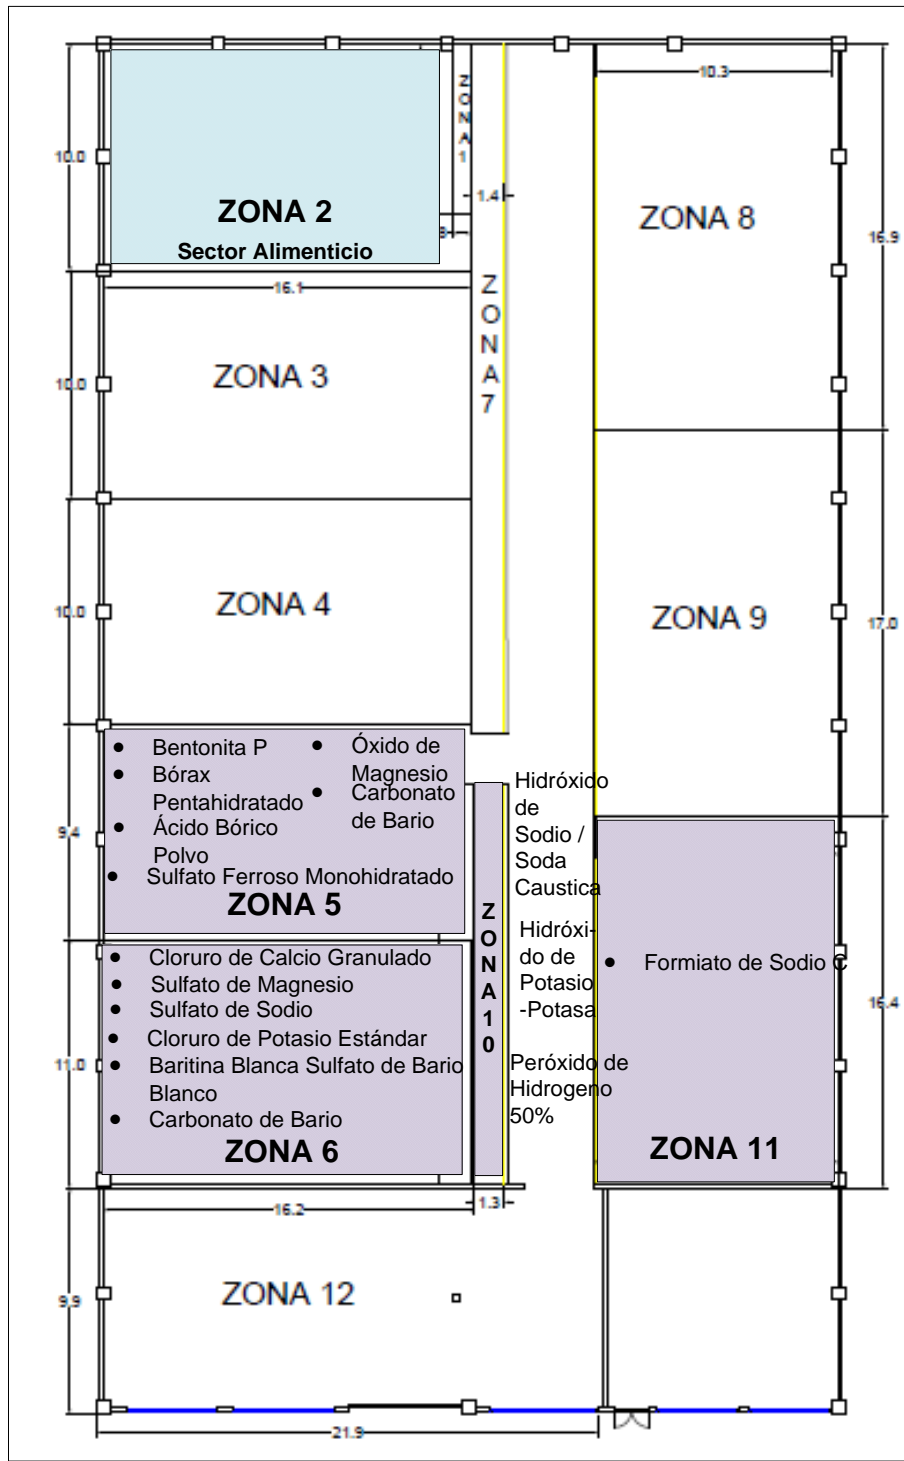 10.3
10.0
Z
O
N
A
1
1.4
ZONA 2
Sector Alimenticio
ZONA 8
16.9
16.1
Z
O
N
A
7
ZONA 3
10.0
ZONA 4
10.0
ZONA 9
17.0
• Bentonita P
• Bórax
Pentahidratado
• Ácido Bórico
Polvo
• Sulfato Ferroso Monohidratado
• Óxido de
Magnesio
• Carbonato
de Bario
ZONA 5
9.4
Hidróxido
de
Sodio /
Soda
Caustica
Hidróxi-
do de
Potasio
-Potasa
Peróxido de
Hidrogeno
50%
Z
O
N
A
1
0
• Formiato de Sodio C
16.4
ZONA 11
• Cloruro de Calcio Granulado
• Sulfato de Magnesio
• Sulfato de Sodio
• Cloruro de Potasio Estándar
• Baritina Blanca Sulfato de Bario
Blanco
• Carbonato de Bario
ZONA 6
11.0
16.2
1.3
ZONA 12
9.9
21.9